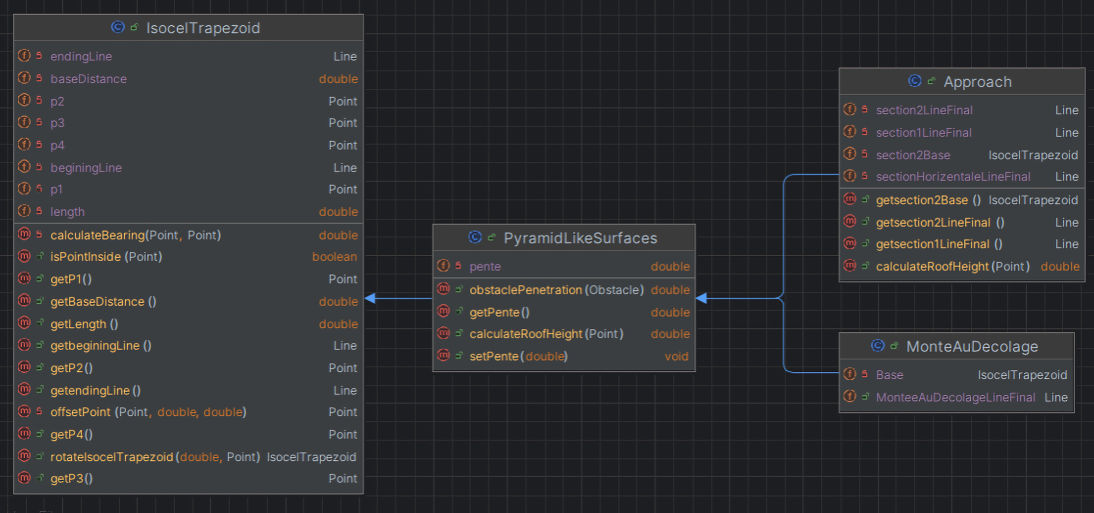 IsocelTrapezoid
endingLine Line
baseDistance double
p2 Point
p3 Point
p4 Point
beginingLine Line
p1 Point
length double
calculateBearing(Point, Point) double
isPointInside (Point) boolean
getP1() Point
getBaseDistance () double
getLength () double
getbeginingLine () Line
getP2() Point
getendingLine () Line
offsetPoint (Point, double, double) Point
getP4() Point
rotateIsocelTrapezoid (double, Point) IsocelTrapezoid
getP3() Point
PyramidLikeSurfaces
pente double
obstaclePenetration (Obstacle) double
getPente() double
calculateRoofHeight (Point) double
setPente(double) void
Approach
section2LineFinal Line
section1LineFinal Line
section2Base IsocelTrapezoid
sectionHorizentaleLineFinal Line
getsection2Base () IsocelTrapezoid
getsection2LineFinal () Line
getsection1LineFinal () Line
calculateRoofHeight (Point) double
MonteAuDecolage
Base IsocelTrapezoid
MonteeAuDecolageLineFinal Line